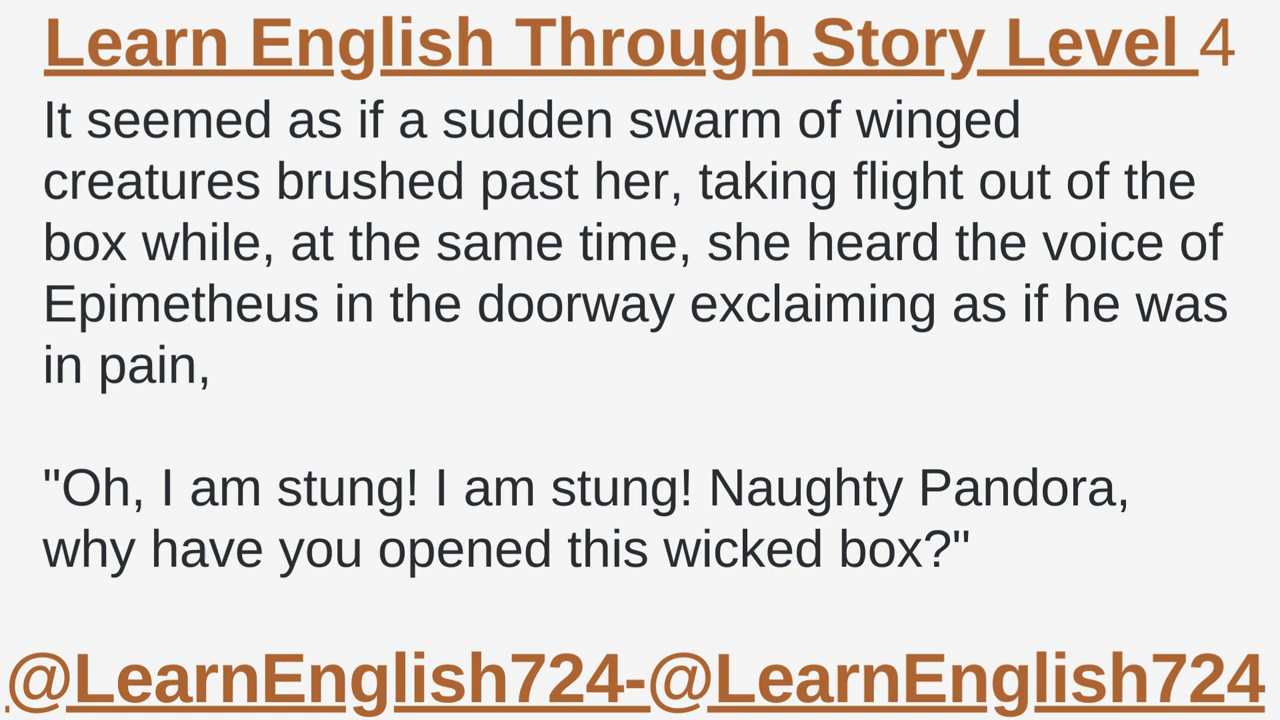 Learn English Through Story Level 4
It seemed as if a sudden swarm of winged
creatures brushed past her, taking flight out of the
box while, at the same time, she heard the voice of
Epimetheus in the doorway exclaiming as if he was
in pain,
"Oh, I am stung! I am stung! Naughty Pandora,
why have you opened this wicked box?"
@LearnEnglish724-@LearnEnglish724